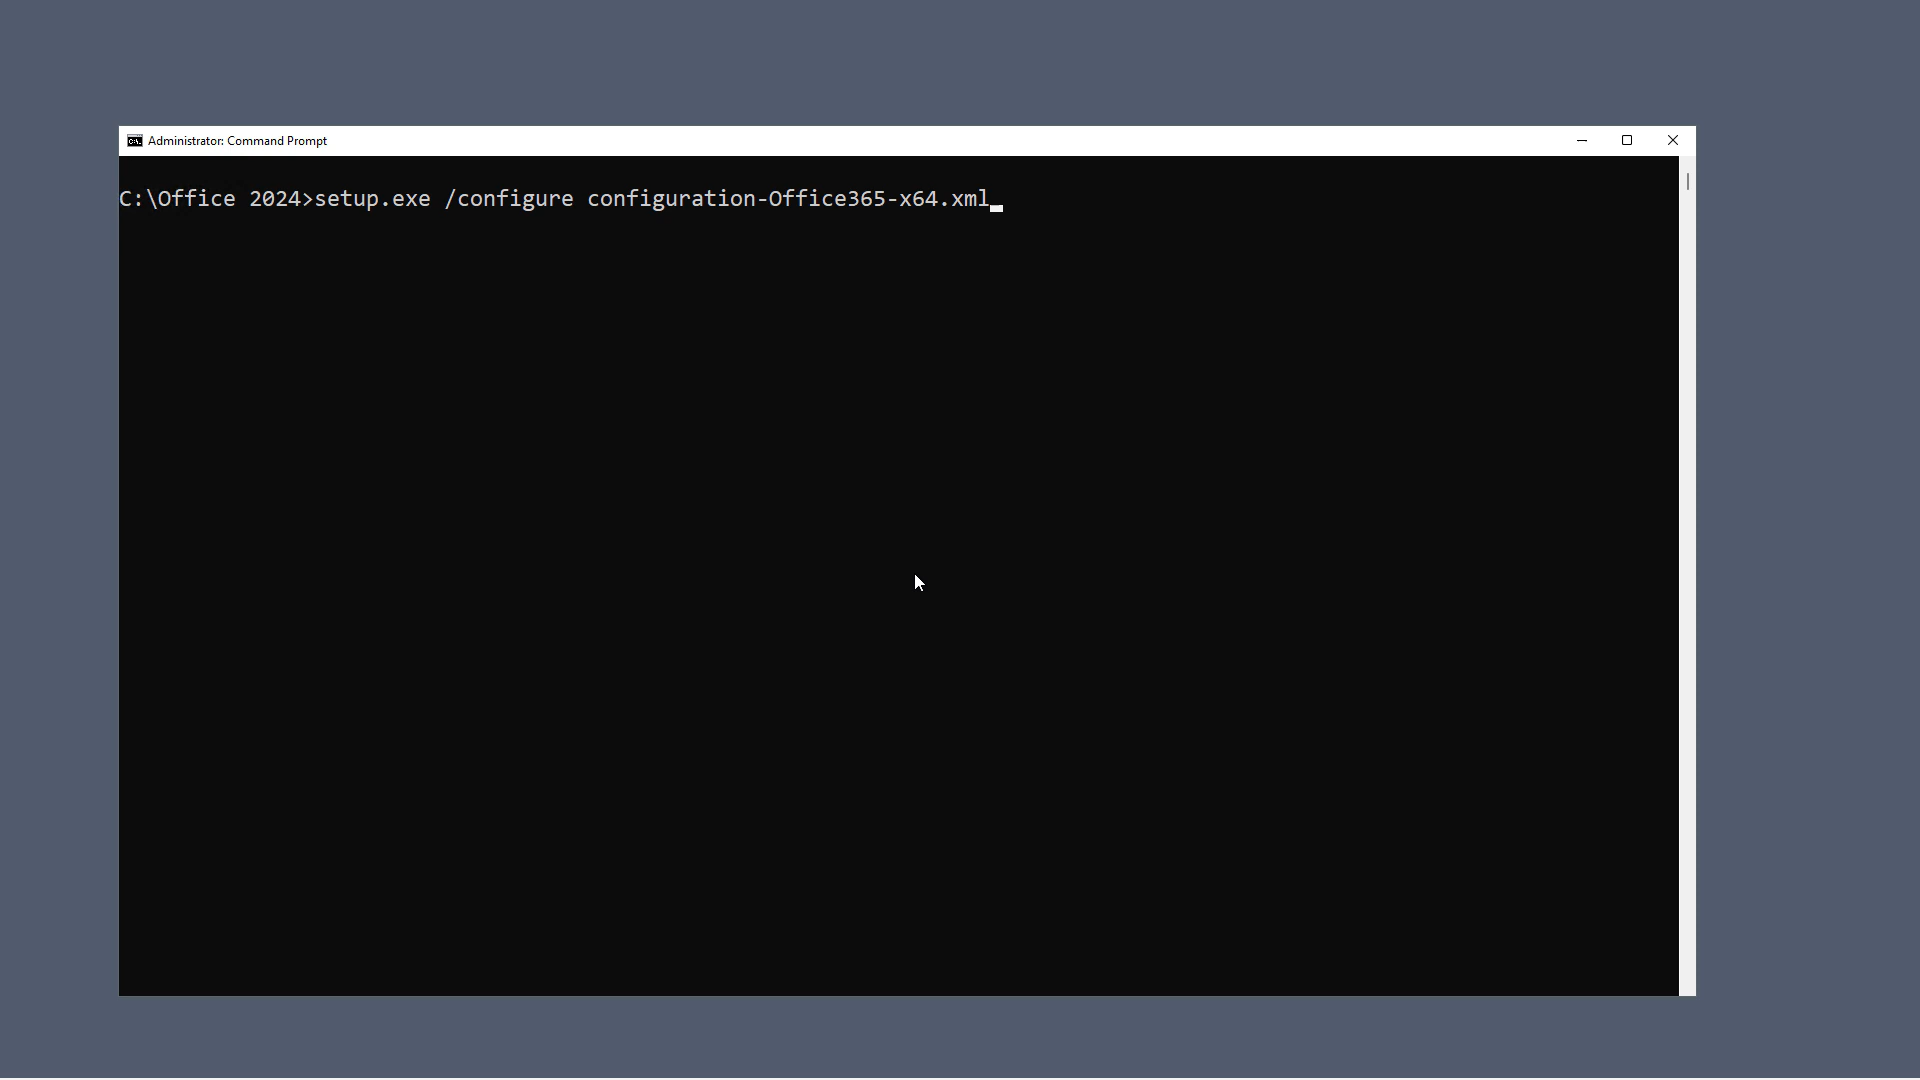 Administrator: Command Prompt
C:\Office 2024>setup.exe /configure configuration-Office365-x64.xml